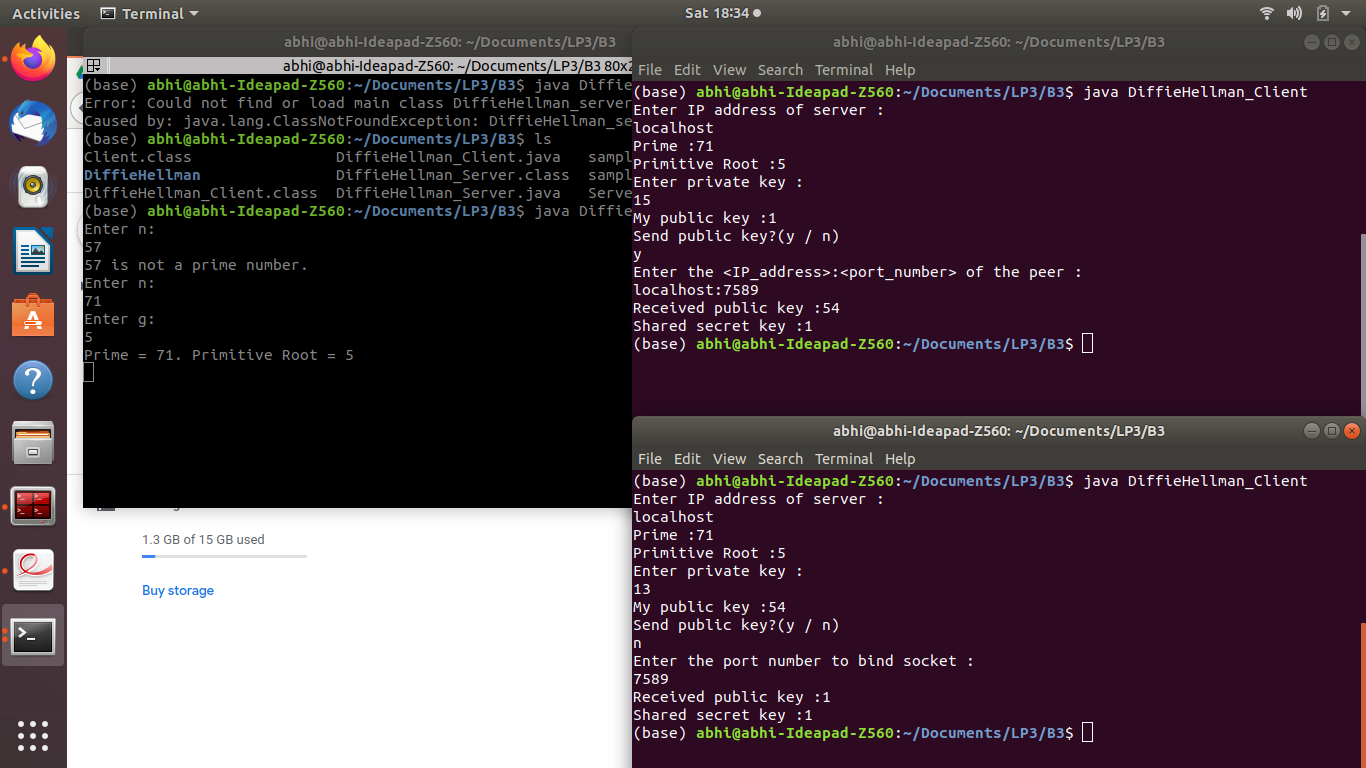 Activities Terminal Sat 18:34
abhi@abhi-Ideapad-Z560: ~/Documents/LP3/B3
abhi@abhi-Ideapad-Z560: ~/Documents/LP3/B3 80x2
(base) abhi@abhi-Ideapad-Z560:~/Documents/LP3/B3$ java Diffie
Error: Could not find or load main class DiffieHellman_server
Caused by: java.lang.ClassNotFoundException: DiffieHellman_se
(base) abhi@abhi-Ideapad-Z560:~/Documents/LP3/B3$ ls
Client.class DiffieHellman_Client.java sampl
DiffieHellman DiffieHellman_Server.class sampl
DiffieHellman_Client.class DiffieHellman_Server.java Serve
(base) abhi@abhi-Ideapad-Z560:~/Documents/LP3/B3$ java Diffie
Enter n:
57
57 is not a prime number.
Enter n:
71
Enter g:
5
Prime = 71. Primitive Root = 5
1.3 GB of 15 GB used
Buy storage
abhi@abhi-Ideapad-Z560: ~/Documents/LP3/B3
File Edit View Search Terminal Help
(base) abhi@abhi-Ideapad-Z560:~/Documents/LP3/B3$ java DiffieHellman_Client
Enter IP address of server :
localhost
Prime :71
Primitive Root :5
Enter private key :
15
My public key :1
Send public key?(y / n)
y
Enter the <IP_address>:<port_number> of the peer :
localhost:7589
Received public key :54
Shared secret key :1
(base) abhi@abhi-Ideapad-Z560:~/Documents/LP3/B3$
abhi@abhi-Ideapad-Z560: ~/Documents/LP3/B3
File Edit View Search Terminal Help
(base) abhi@abhi-Ideapad-Z560:~/Documents/LP3/B3$ java DiffieHellman_Client
Enter IP address of server :
localhost
Prime :71
Primitive Root :5
Enter private key :
13
My public key :54
Send public key?(y / n)
n
Enter the port number to bind socket :
7589
Received public key :1
Shared secret key :1
(base) abhi@abhi-Ideapad-Z560:~/Documents/LP3/B3$